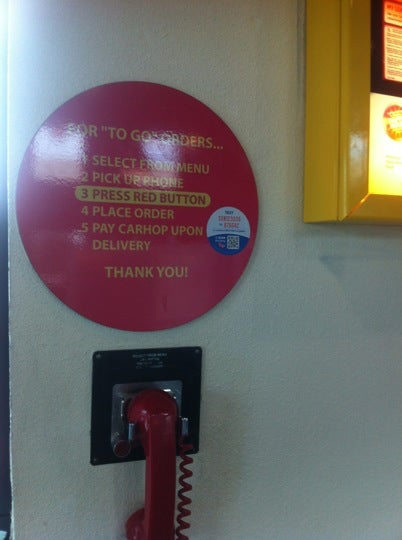 FOR "TO GO" ORDERS...
1 SELECT FROM MENU
2 PICK UP PHONE
3 PRESS RED BUTTON
4 PLACE ORDER
5 PAY CARHOP UPON
DELIVERY
THANK YOU!